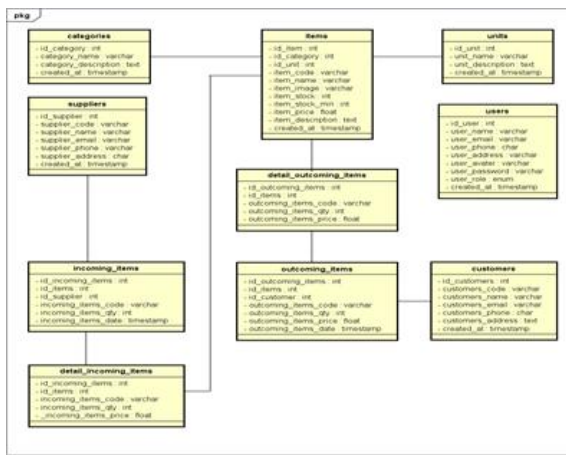 pkg
categories
- id_category : int
- category_name : varchar
- category_description : text
- created_at : timestamp
items
- id_item : int
- id_category : int
- id_unit : int
- item_code : varchar
- item_name : varchar
- item_image : varchar
- item_stock : int
- item_stock_min : int
- item_price : float
- item_description : text
- created_at : timestamp
units
- id_unit : int
- unit_name : varchar
- unit_description : text
- created_at : timestamp
suppliers
- id_supplier : int
- supplier_code : varchar
- supplier_name : varchar
- supplier_email : varchar
- supplier_phone : varchar
- supplier_address : char
- created_at : timestamp
users
- id_user : int
- user_name : varchar
- user_email : varchar
- user_phone : char
- user_address : varchar
- user_avater : varchar
- user_password : varchar
- user_role : enum
- created_at : timestamp
detail_outcoming_items
- id_outcoming_items : int
- id_items : int
- outcoming_items_code : varchar
- outcoming_items_qty : int
- outcoming_items_price : float
incoming_items
- id_incoming_items : int
- id_items : int
- id_supplier : int
- incoming_items_code : varchar
- incoming_items_qty : int
- incoming_items_date : timestamp
outcoming_items
- id_outcoming_items : int
- id_items : int
- id_customer : int
- outcoming_items_code : varchar
- outcoming_items_qty : int
- outcoming_items_price : float
- outcoming_items_date : timestamp
customers
- id_customers : int
- customers_code : varchar
- customers_name : varchar
- customers_email : varchar
- customers_phone : char
- customers_address : text
- created_at : timestamp
detail_incoming_items
- id_incoming_items : int
- id_items : int
- incoming_items_code : varchar
- incoming_items_qty : int
- _incoming_items_price : float